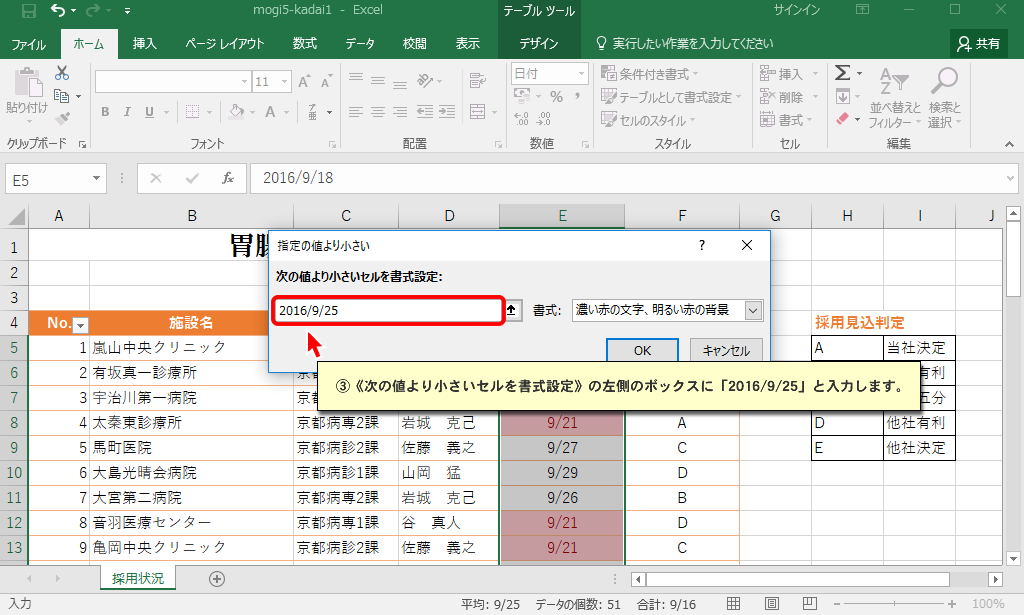 mogi5-kadai1 - Excel
テーブル ツール
サインイン
ファイル ホーム 挿入 ページ レイアウト 数式 データ 校閲 表示 デザイン 実行したい作業を入力してください 共有
11
日付
条件付き書式
挿入
Σ
貼り付け
B I U A
% ,
テーブルとして書式設定
削除
並べ替えと
フィルター
検索と
選択
セルのスタイル
書式
クリップボード フォント 配置 数値 スタイル セル 編集
E5 fx 2016/9/18
A B C D E F G H I J
1 胃腸
2
3
4 No. 施設名 採用見込判定
5 1 嵐山中央クリニック A 当社決定
6 2 有坂真一診療所
7 3 宇治川第一病院
8 4 太秦東診療所 京都病専2課 岩城 克己 9/21 A D 他社有利
9 5 馬町医院 京都病専2課 佐藤 義之 9/27 C E 他社決定
10 6 大島光晴会病院 京都病診1課 山岡 猛 9/29 D
11 7 大宮第二病院 京都病専2課 岩城 克己 9/26 B
12 8 音羽医療センター 京都病専1課 谷 真人 9/21 D
13 9 亀岡中央クリニック 京都病診2課 佐藤 義之 9/21 C
指定の値より小さい ?
次の値より小さいセルを書式設定:
2016/9/25 書式: 濃い赤の文字、明るい赤の背景
OK キャンセル
③《次の値より小さいセルを書式設定》の左側のボックスに「2016/9/25」と入力します。
採用状況
入力 平均: 9/25 データの個数: 51 合計: 9/16 100%